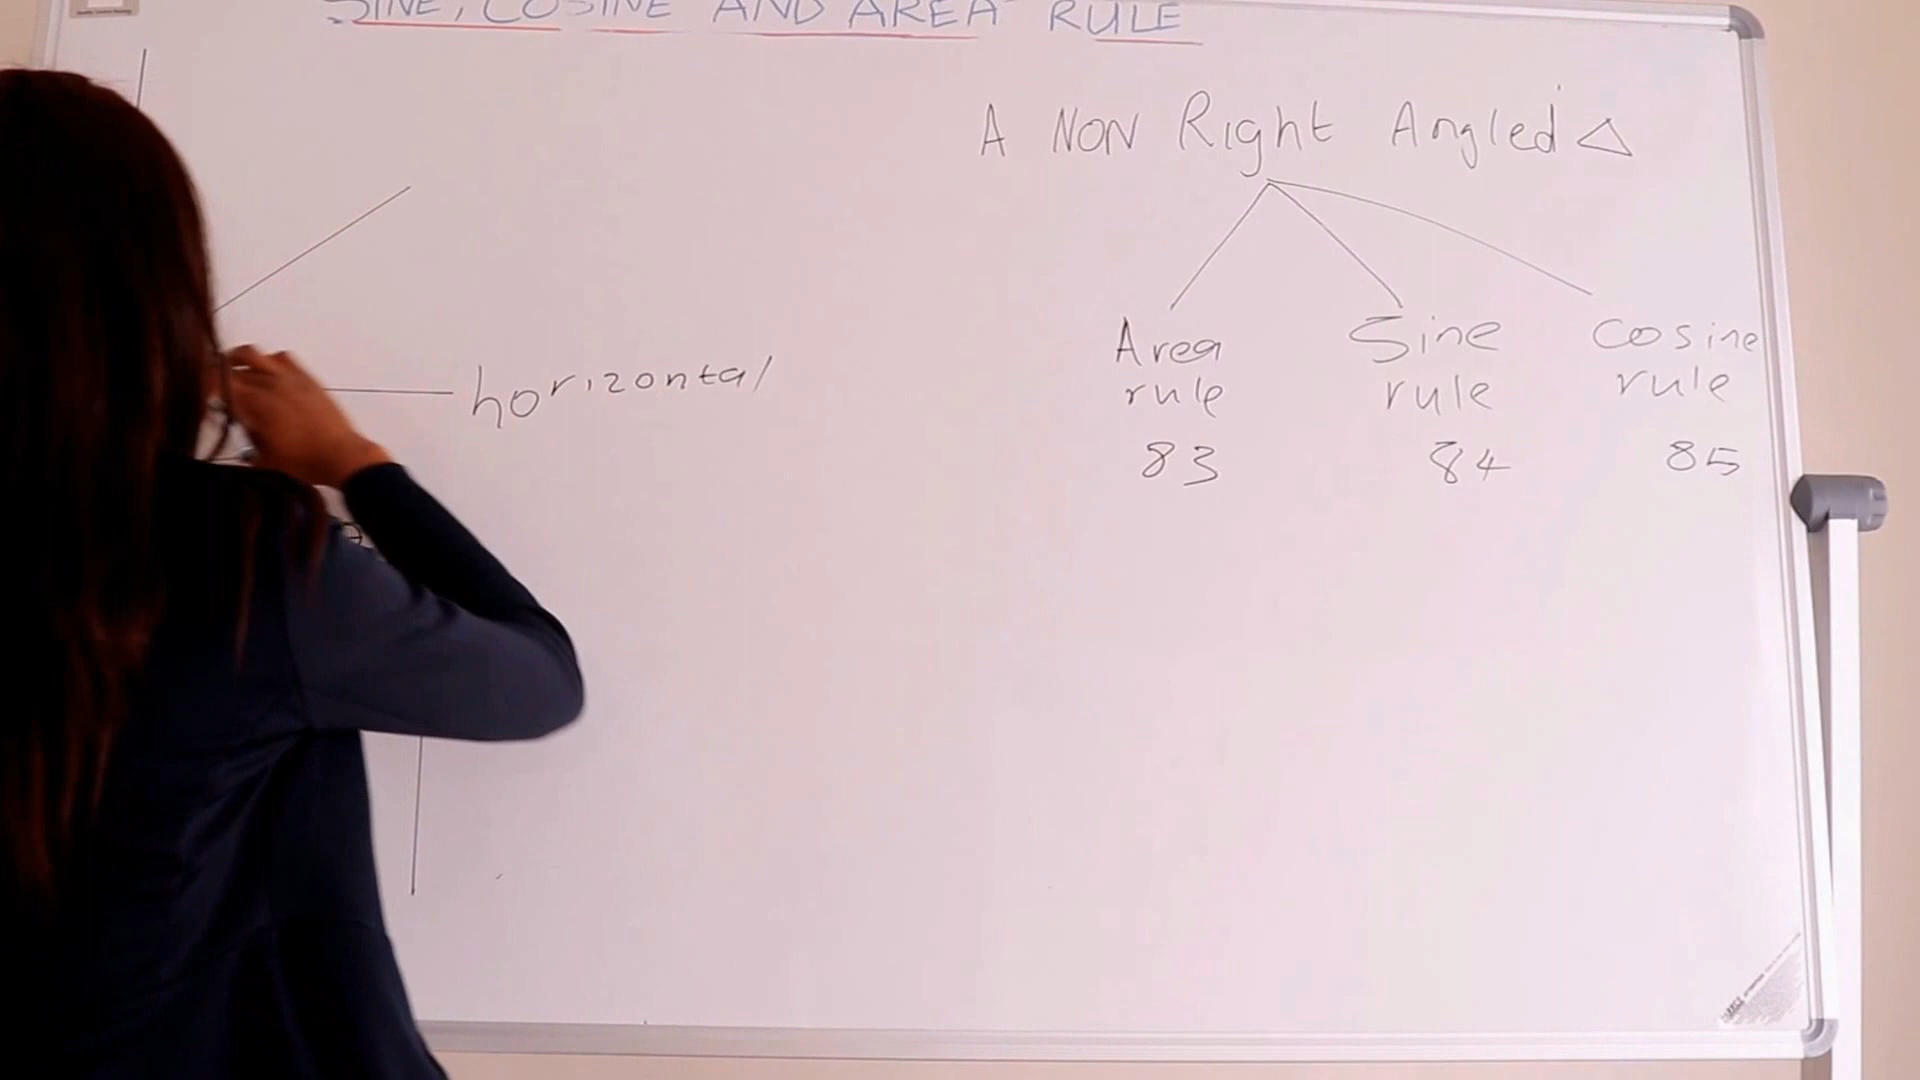 SINE, COSINE AND AREA RULE
A NON Right Angled △
Area rule
Sine rule
Cosine rule
83
84
85
horizontal
θ